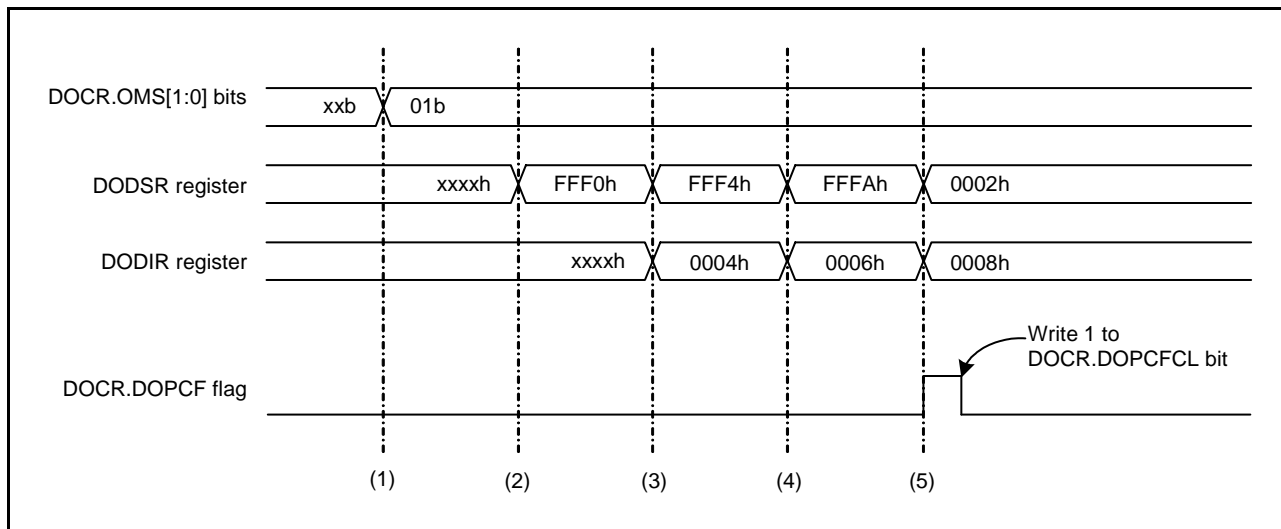 DOCR.OMS[1:0] bits
xxb
01b
DODSR register
xxxxh
FFF0h
FFF4h
FFFAh
0002h
DODIR register
xxxxh
0004h
0006h
0008h
DOCR.DOPCF flag
Write 1 to
DOCR.DOPCFCL bit
(1)
(2)
(3)
(4)
(5)